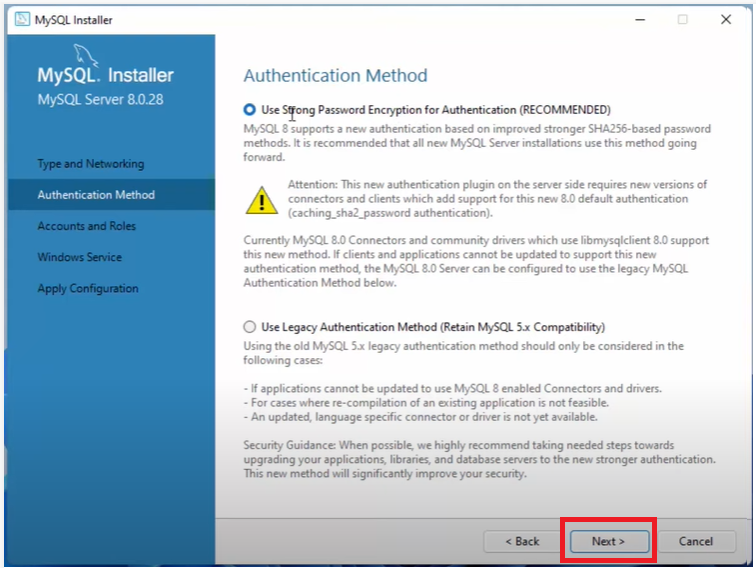 MySQL Installer
MySQL. Installer
MySQL Server 8.0.28
Type and Networking
Authentication Method
Accounts and Roles
Windows Service
Apply Configuration
Authentication Method
Use Strong Password Encryption for Authentication (RECOMMENDED)
MySQL 8 supports a new authentication based on improved stronger SHA256-based password
methods. It is recommended that all new MySQL Server installations use this method going
forward.
Attention: This new authentication plugin on the server side requires new versions of
connectors and clients which add support for this new 8.0 default authentication
(caching_sha2_password authentication).
Currently MySQL 8.0 Connectors and community drivers which use libmysqlclient 8.0 support
this new method. If clients and applications cannot be updated to support this new
authentication method, the MySQL 8.0 Server can be configured to use the legacy MySQL
Authentication Method below.
Use Legacy Authentication Method (Retain MySQL 5.x Compatibility)
Using the old MySQL 5.x legacy authentication method should only be considered in the
following cases:
- If applications cannot be updated to use MySQL 8 enabled Connectors and drivers.
- For cases where re-compilation of an existing application is not feasible.
- An updated, language specific connector or driver is not yet available.
Security Guidance: When possible, we highly recommend taking needed steps towards
upgrading your applications, libraries, and database servers to the new stronger authentication.
This new method will significantly improve your security.
< Back
Next >
Cancel